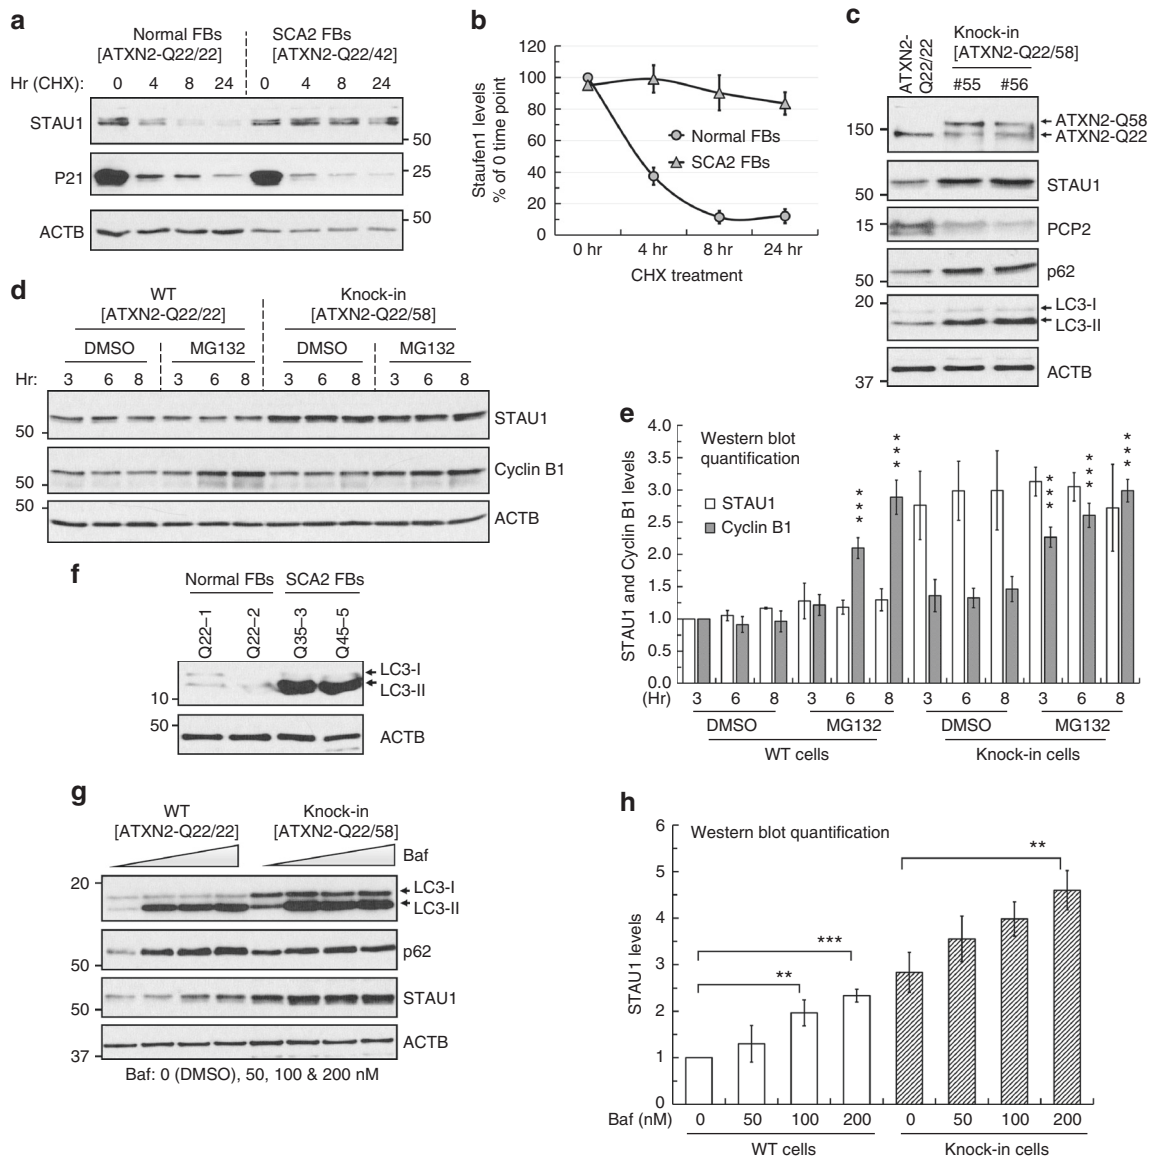 a
Normal FBs
[ATXN2-Q22/22]
SCA2 FBs
[ATXN2-Q22/42]
Hr (CHX): 0 4 8 24 0 4 8 24
STAU1
50
P21
25
ACTB
50
b
Staufen1 levels
% of 0 time point
120
100
80
60
40
20
0
Normal FBs
SCA2 FBs
0 hr 4 hr 8 hr 24 hr
CHX treatment
c
ATXN2-
Q22/22
Knock-in
[ATXN2-Q22/58]
#55 #56
150
ATXN2-Q58
ATXN2-Q22
50
STAU1
15
PCP2
50
p62
20
LC3-I
LC3-II
37
ACTB
d
WT
[ATXN2-Q22/22]
Knock-in
[ATXN2-Q22/58]
DMSO MG132 DMSO MG132
Hr: 3 6 8 3 6 8 3 6 8 3 6 8
50
STAU1
50
Cyclin B1
50
ACTB
e
Western blot
quantification
STAU1 and Cyclin B1 levels
4.0
3.5
3.0
2.5
2.0
1.5
1.0
0.5
0.0
STAU1
Cyclin B1
*** *** *** *** ***
(Hr) 3 6 8 3 6 8 3 6 8 3 6 8
DMSO MG132 DMSO MG132
WT cells Knock-in cells
f
Normal FBs SCA2 FBs
Q22–1 Q22–2 Q35–3 Q45–5
10
LC3-I
LC3-II
50
ACTB
g
WT
[ATXN2-Q22/22]
Knock-in
[ATXN2-Q22/58]
Baf
20
LC3-I
LC3-II
50
p62
50
STAU1
37
ACTB
Baf: 0 (DMSO), 50, 100 & 200 nM
h
Western blot quantification
STAU1 levels
6
5
4
3
2
1
0
**
***
**
Baf (nM) 0 50 100 200 0 50 100 200
WT cells Knock-in cells